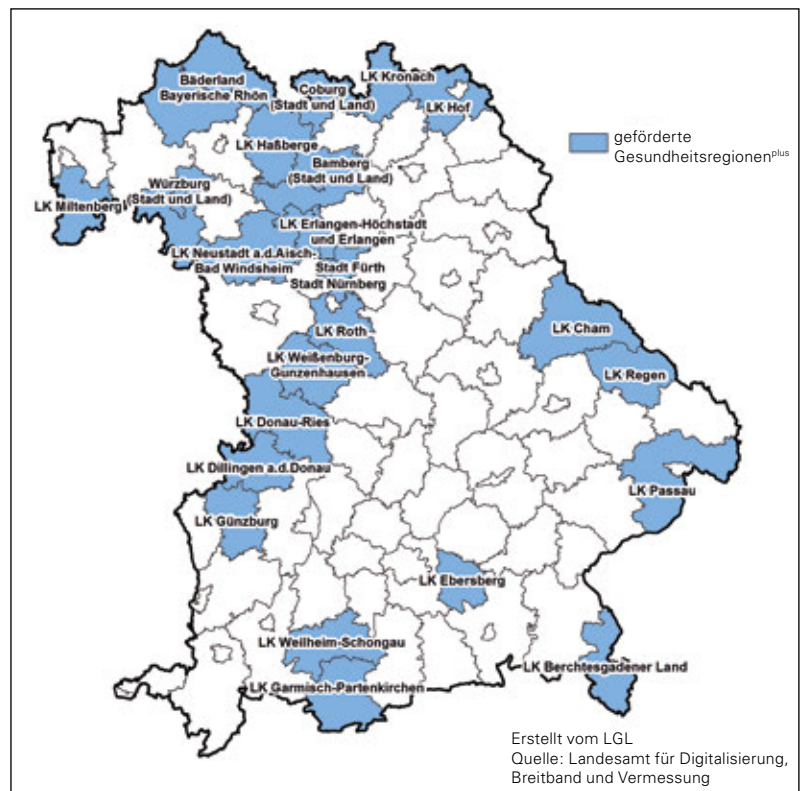 Bäderland
Bayerische Rhön
Coburg
(Stadt und Land)
LK Kronach
LK Hof
geförderte
Gesundheitsregionenplus
LK Haßberge
Bamberg
(Stadt und Land)
Würzburg
(Stadt und Land)
LK Miltenberg
LK Erlangen-Höchstadt
und Erlangen
LK Neustadt a.d.Aisch-
Bad Windsheim
Stadt Fürth
Stadt Nürnberg
LK Roth
LK Cham
LK Weißenburg-
Gunzenhausen
LK Regen
LK Donau-Ries
LK Dillingen a.d.Donau
LK Passau
LK Günzburg
LK Ebersberg
LK Weilheim-Schongau
LK Berchtesgadener Land
LK Garmisch-Partenkirchen
Erstellt vom LGL
Quelle: Landesamt für Digitalisierung,
Breitband und Vermessung